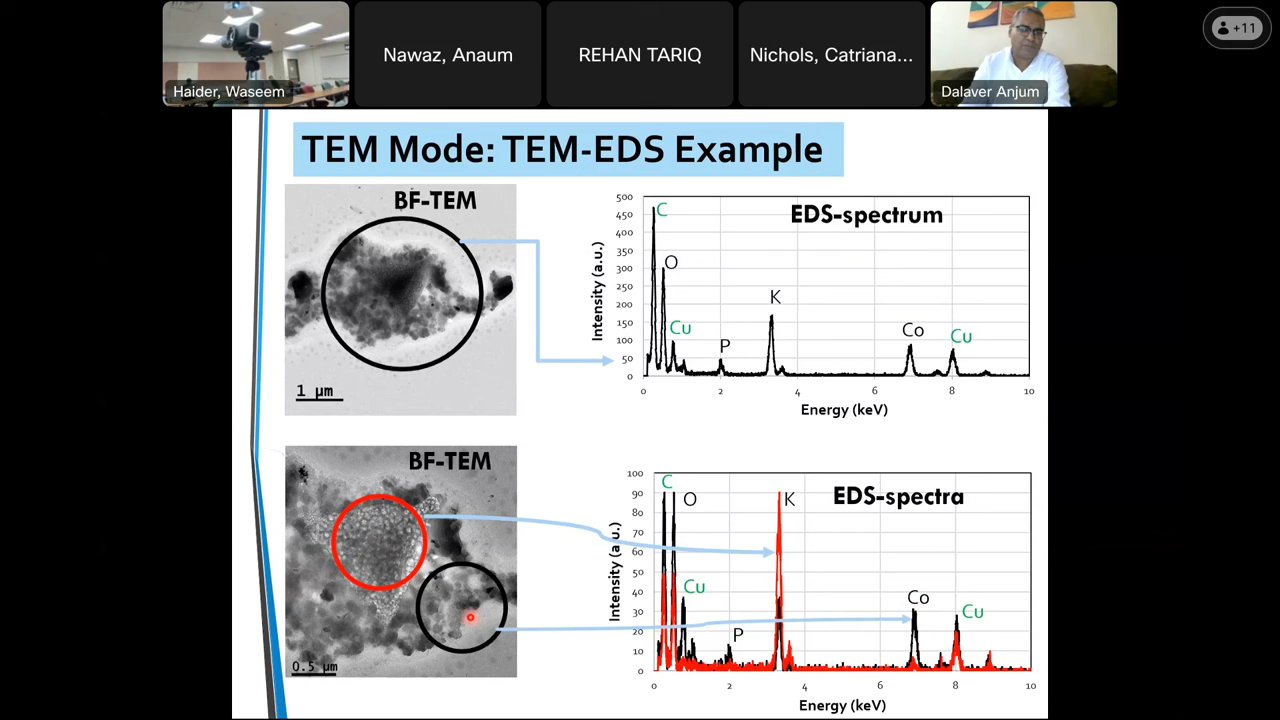 +11
Haider, Waseem
Nawaz, Anaum
REHAN TARIQ
Nichols, Catriana...
Dalaver Anjum
TEM Mode: TEM-EDS Example
BF-TEM
1 µm
EDS-spectrum
Intensity (a.u.)
500
450
400
350
300
250
200
150
100
50
0
C
O
Cu
P
K
Co
Cu
0 2 4 6 8 10
Energy (keV)
BF-TEM
0.5 µm
EDS-spectra
Intensity (a.u.)
100
90
80
70
60
50
40
30
20
10
0
C
O
Cu
P
K
Co
Cu
0 2 4 6 8 10
Energy (keV)